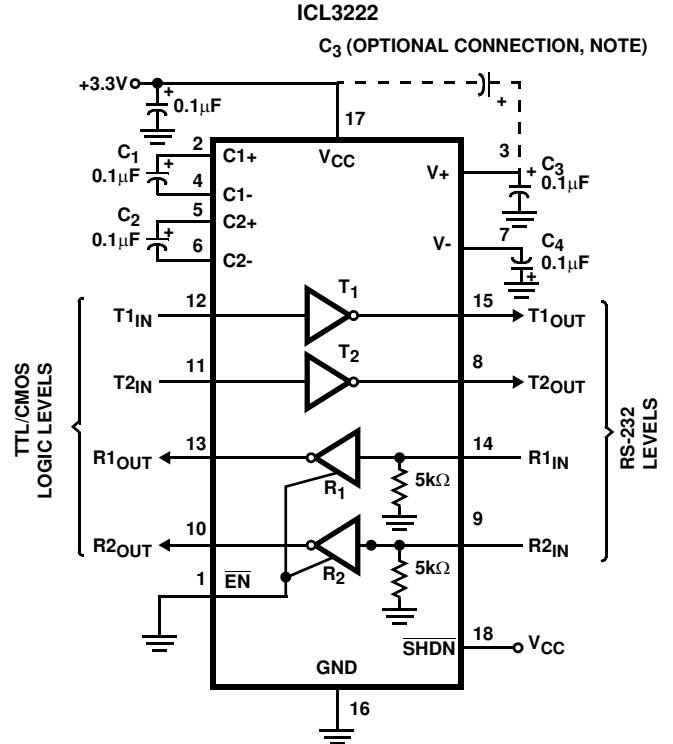 ICL3222
C3 (OPTIONAL CONNECTION, NOTE)
+3.3V
+
0.1μF
+
17
VCC
2
C1+
C1
0.1μF
+
4
C1-
5
C2+
C2
0.1μF
+
6
C2-
3
V+
+
C3
0.1μF
7
V-
C4
0.1μF
+
TTL/CMOS
LOGIC LEVELS
RS-232
LEVELS
T1IN
12
T1
15
T1OUT
T2IN
11
T2
8
T2OUT
R1OUT
13
R1
14
R1IN
5kΩ
R2OUT
10
R2
9
R2IN
5kΩ
1
EN
SHDN
18
VCC
GND
16